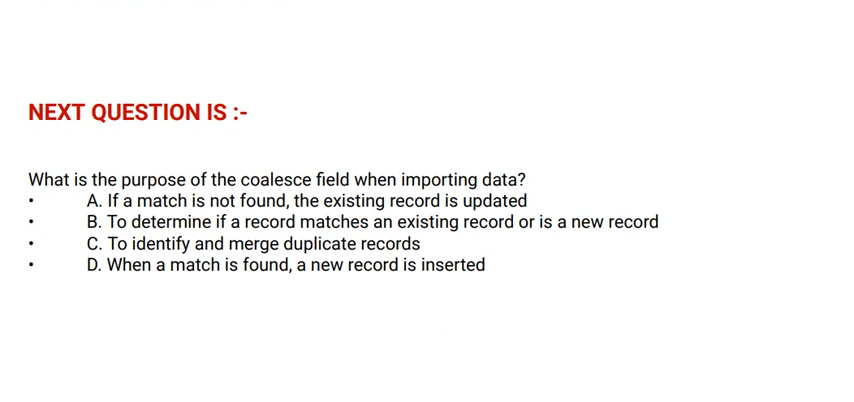 NEXT QUESTION IS :-
What is the purpose of the coalesce field when importing data?
• A. If a match is not found, the existing record is updated
• B. To determine if a record matches an existing record or is a new record
• C. To identify and merge duplicate records
• D. When a match is found, a new record is inserted